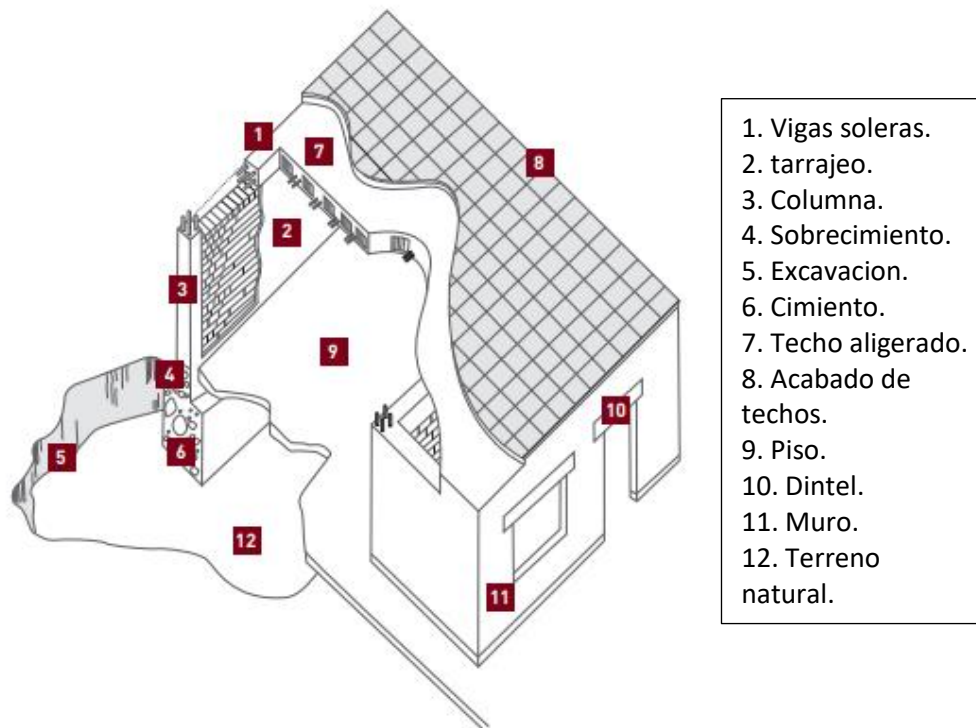 1
7
8
2
3
9
4
10
5
6
12
11
1. Vigas soleras.
2. tarrajeo.
3. Columna.
4. Sobrecimiento.
5. Excavacion.
6. Cimiento.
7. Techo aligerado.
8. Acabado de
techos.
9. Piso.
10. Dintel.
11. Muro.
12. Terreno
natural.